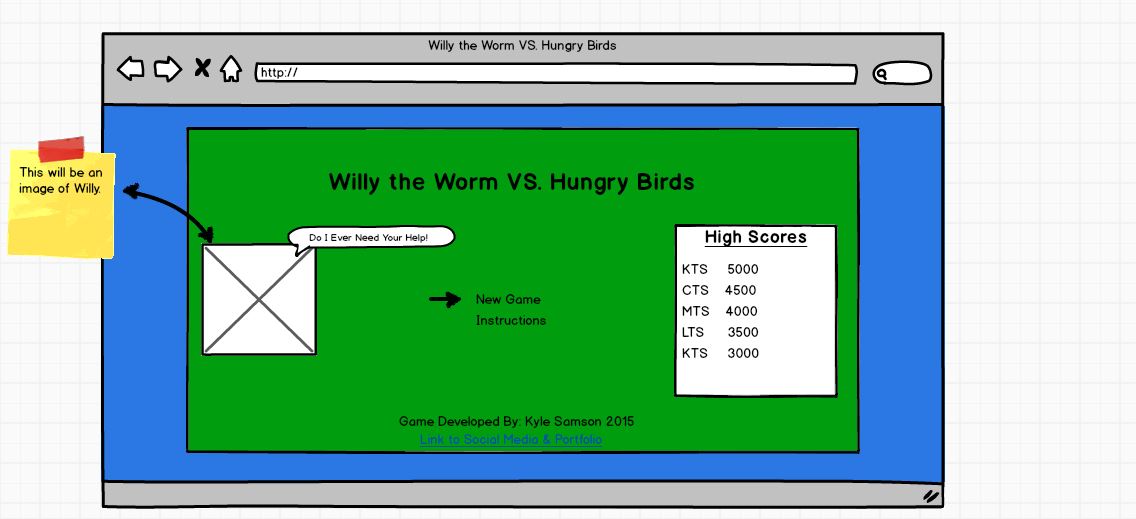 Willy the Worm VS. Hungry Birds
http://
This will be an
image of Willy.
Willy the Worm VS. Hungry Birds
Do I Ever Need Your Help!
High Scores
KTS 5000
CTS 4500
MTS 4000
LTS 3500
KTS 3000
New Game
Instructions
Game Developed By: Kyle Samson 2015
Link to Social Media & Portfolio